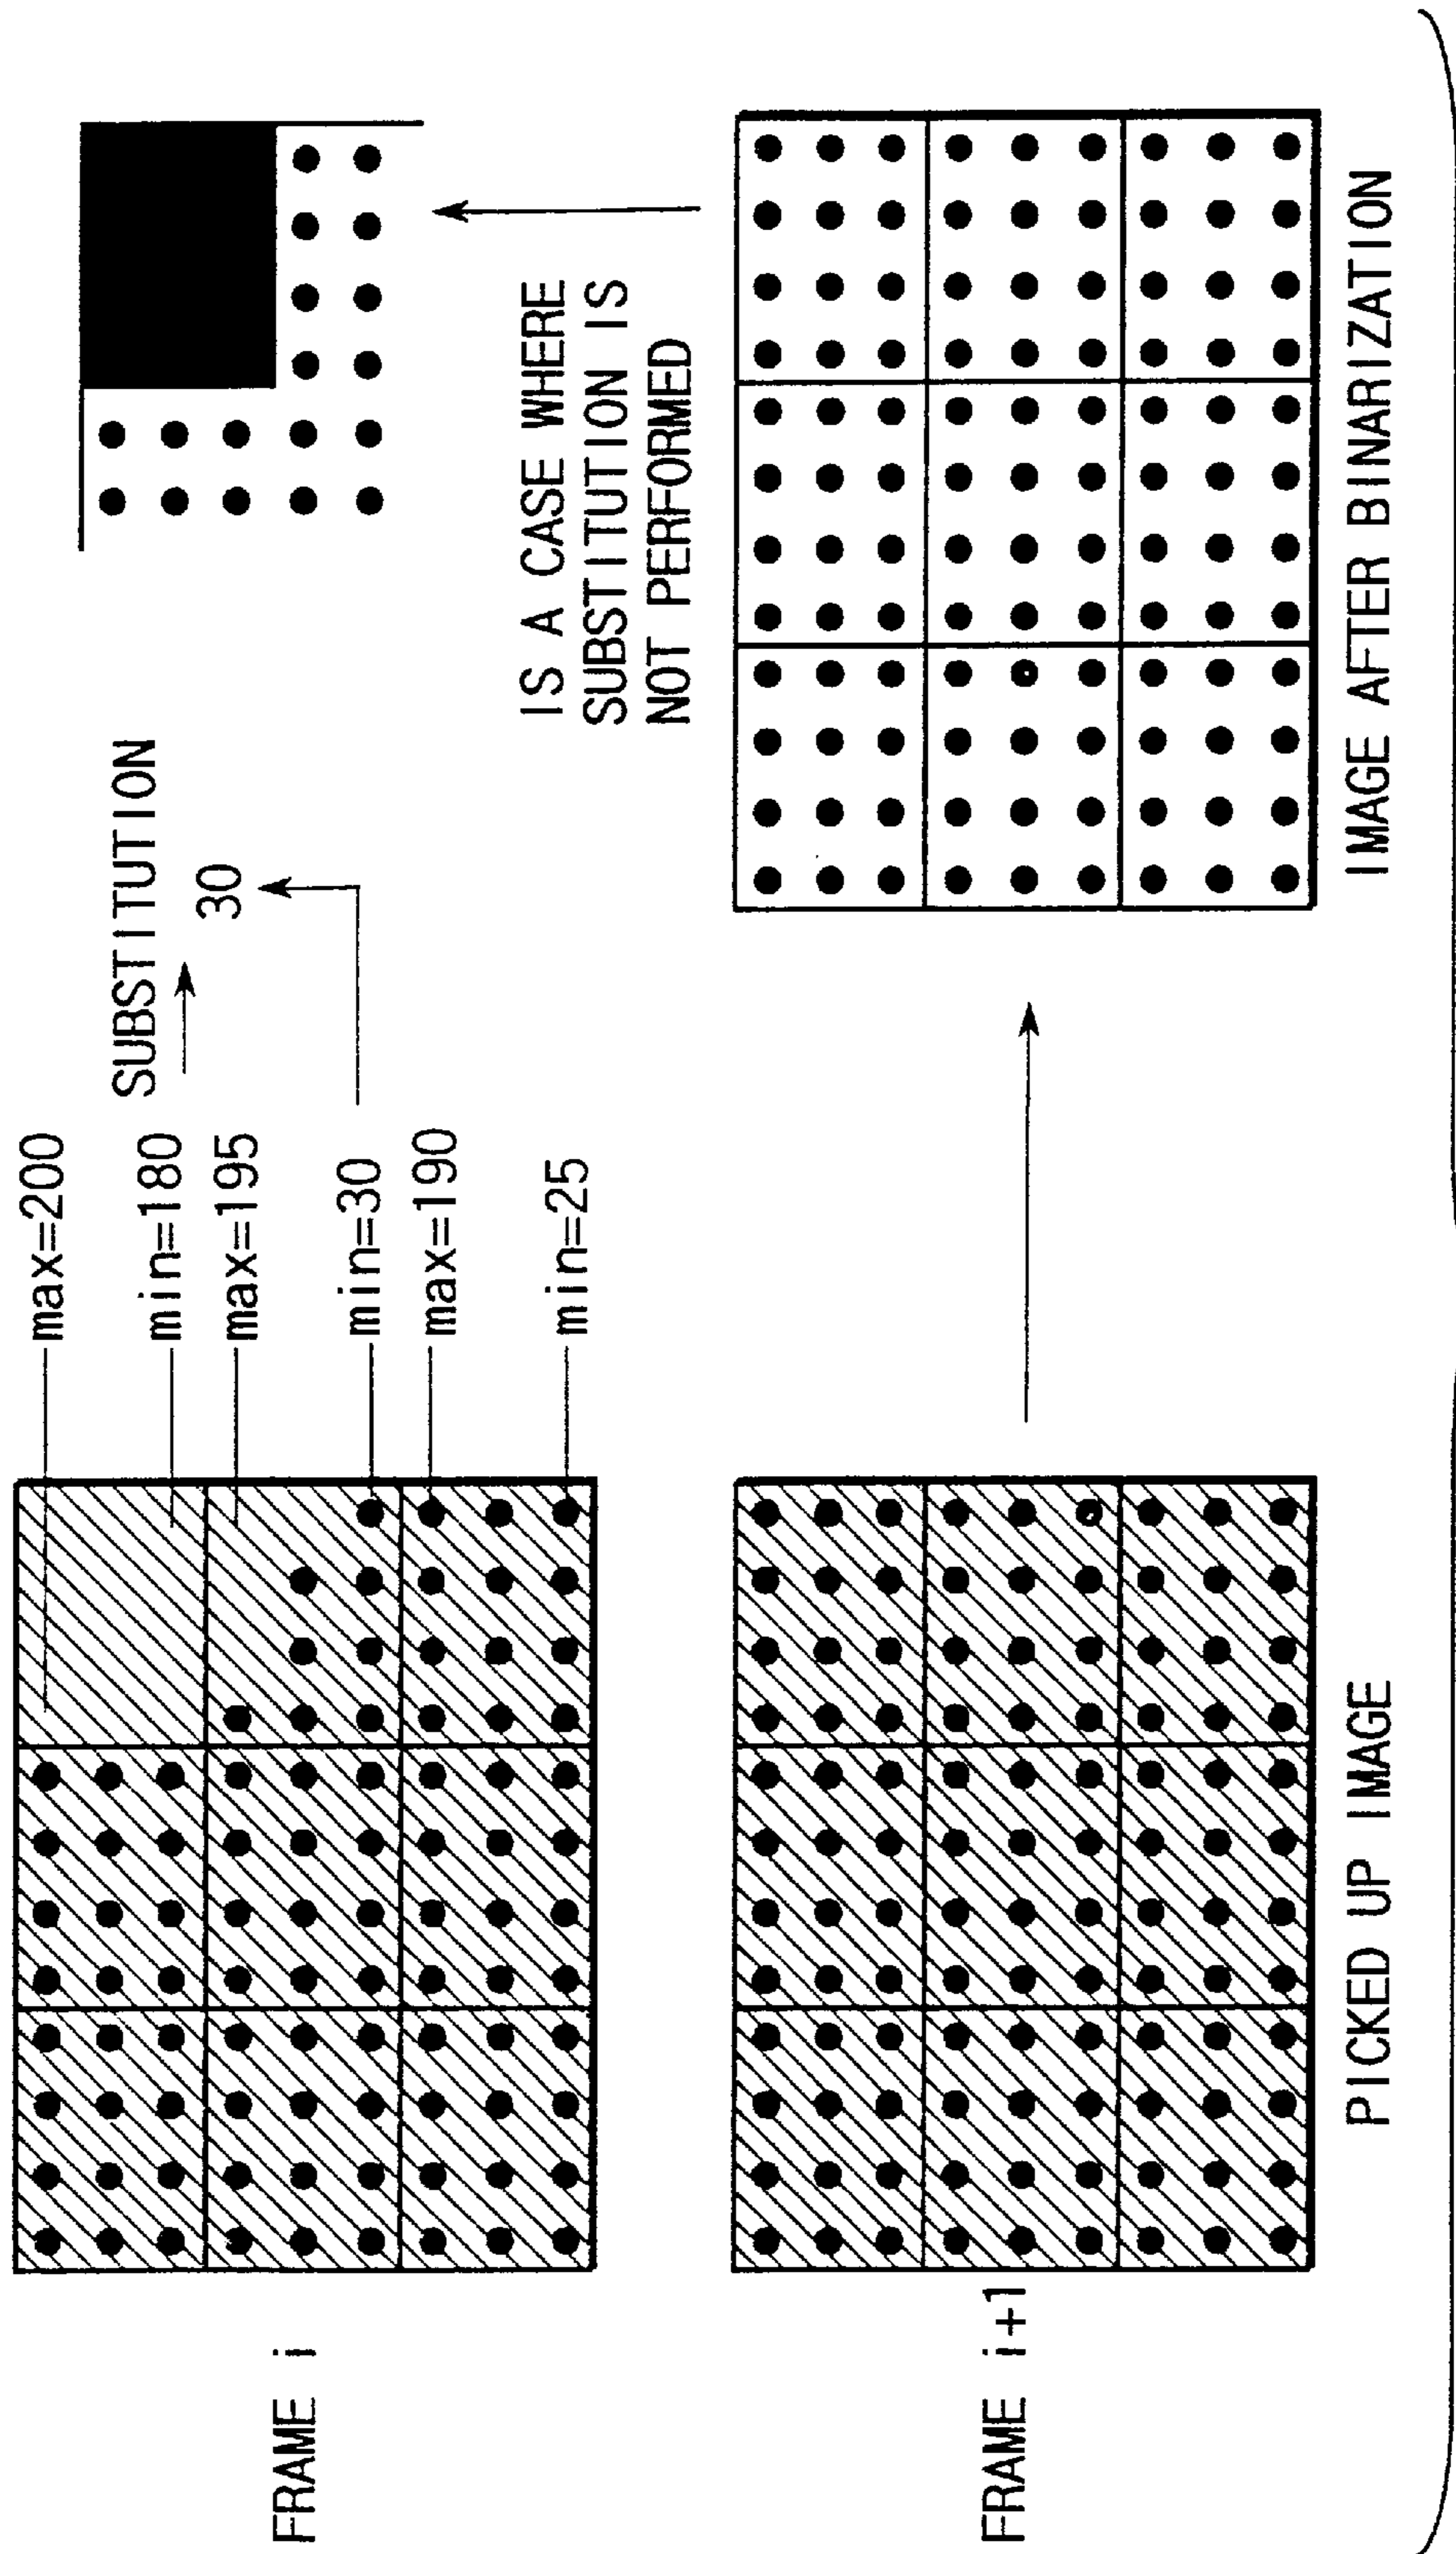 FRAME i
max=200
min=180
max=195
min=30
max=190
min=25
SUBSTITUTION
30
IS A CASE WHERE
SUBSTITUTION IS
NOT PERFORMED
FRAME i+1
PICKED UP IMAGE
IMAGE AFTER BINARIZATION